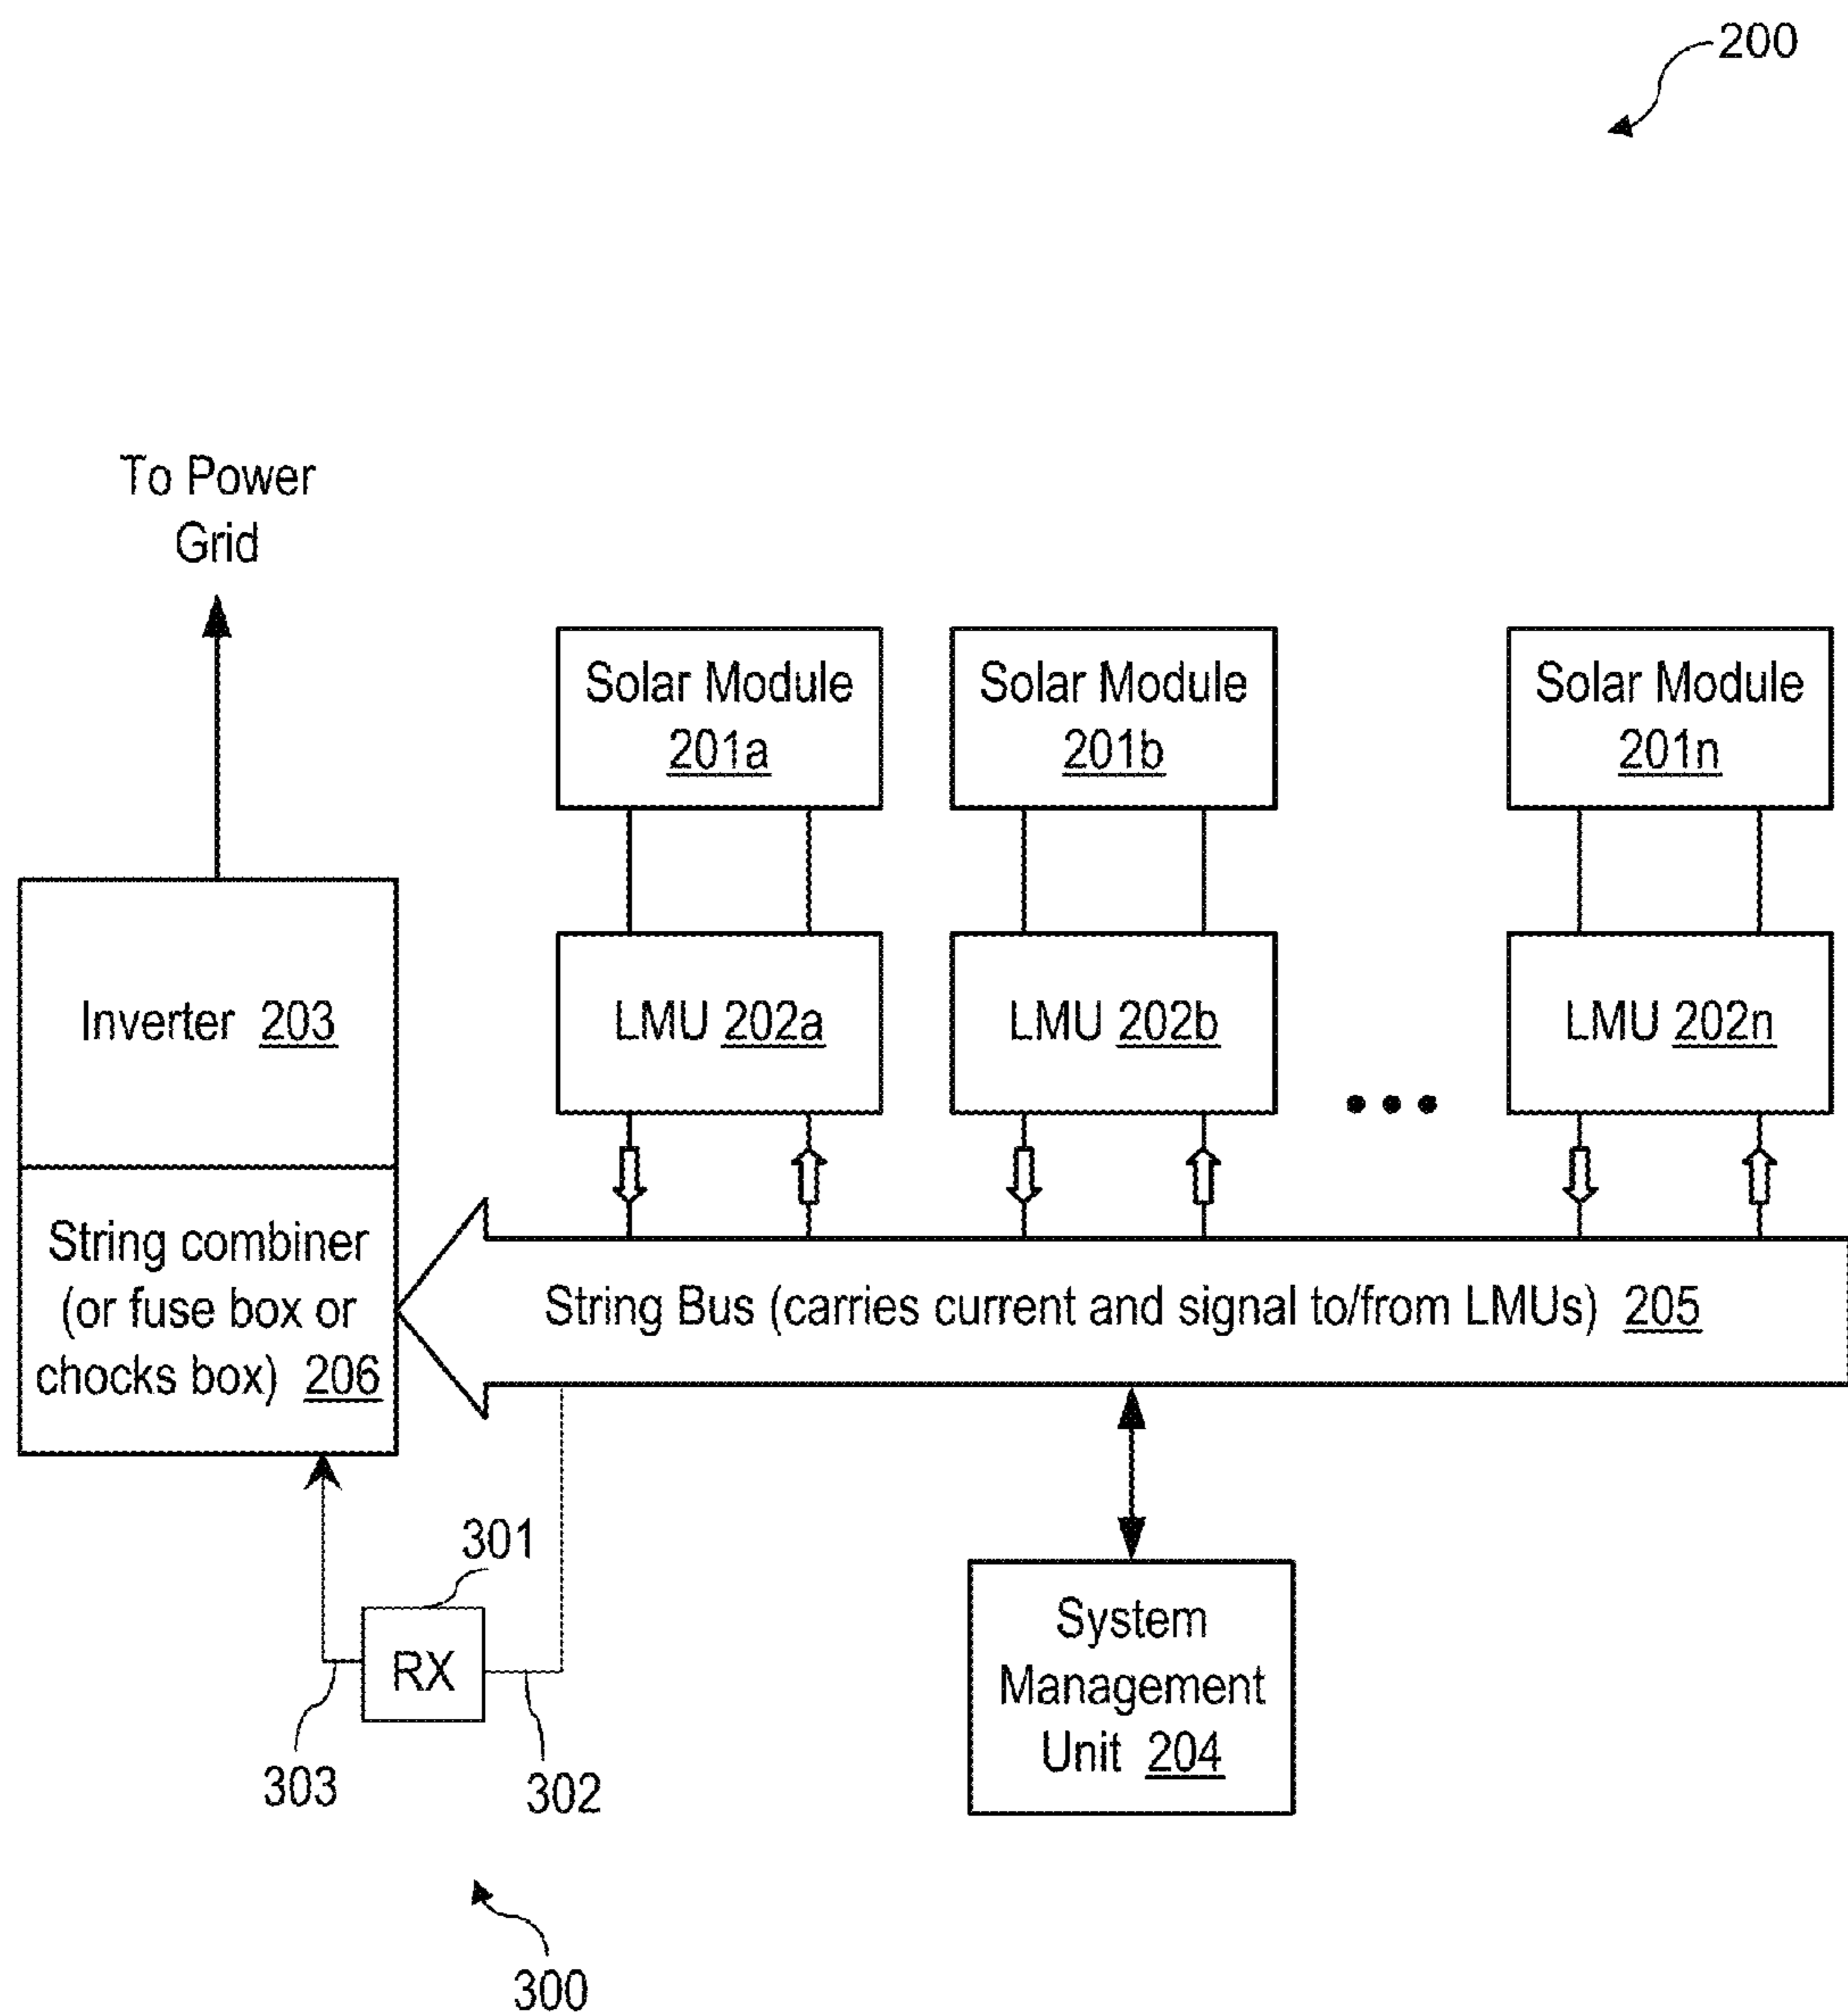 200
To Power
Grid
Solar Module
201a
Solar Module
201b
Solar Module
201n
Inverter 203
LMU 202a
LMU 202b
LMU 202n
String combiner
(or fuse box or
chocks box) 206
String Bus (carries current and signal to/from LMUs) 205
301
RX
303
302
System
Management
Unit 204
300